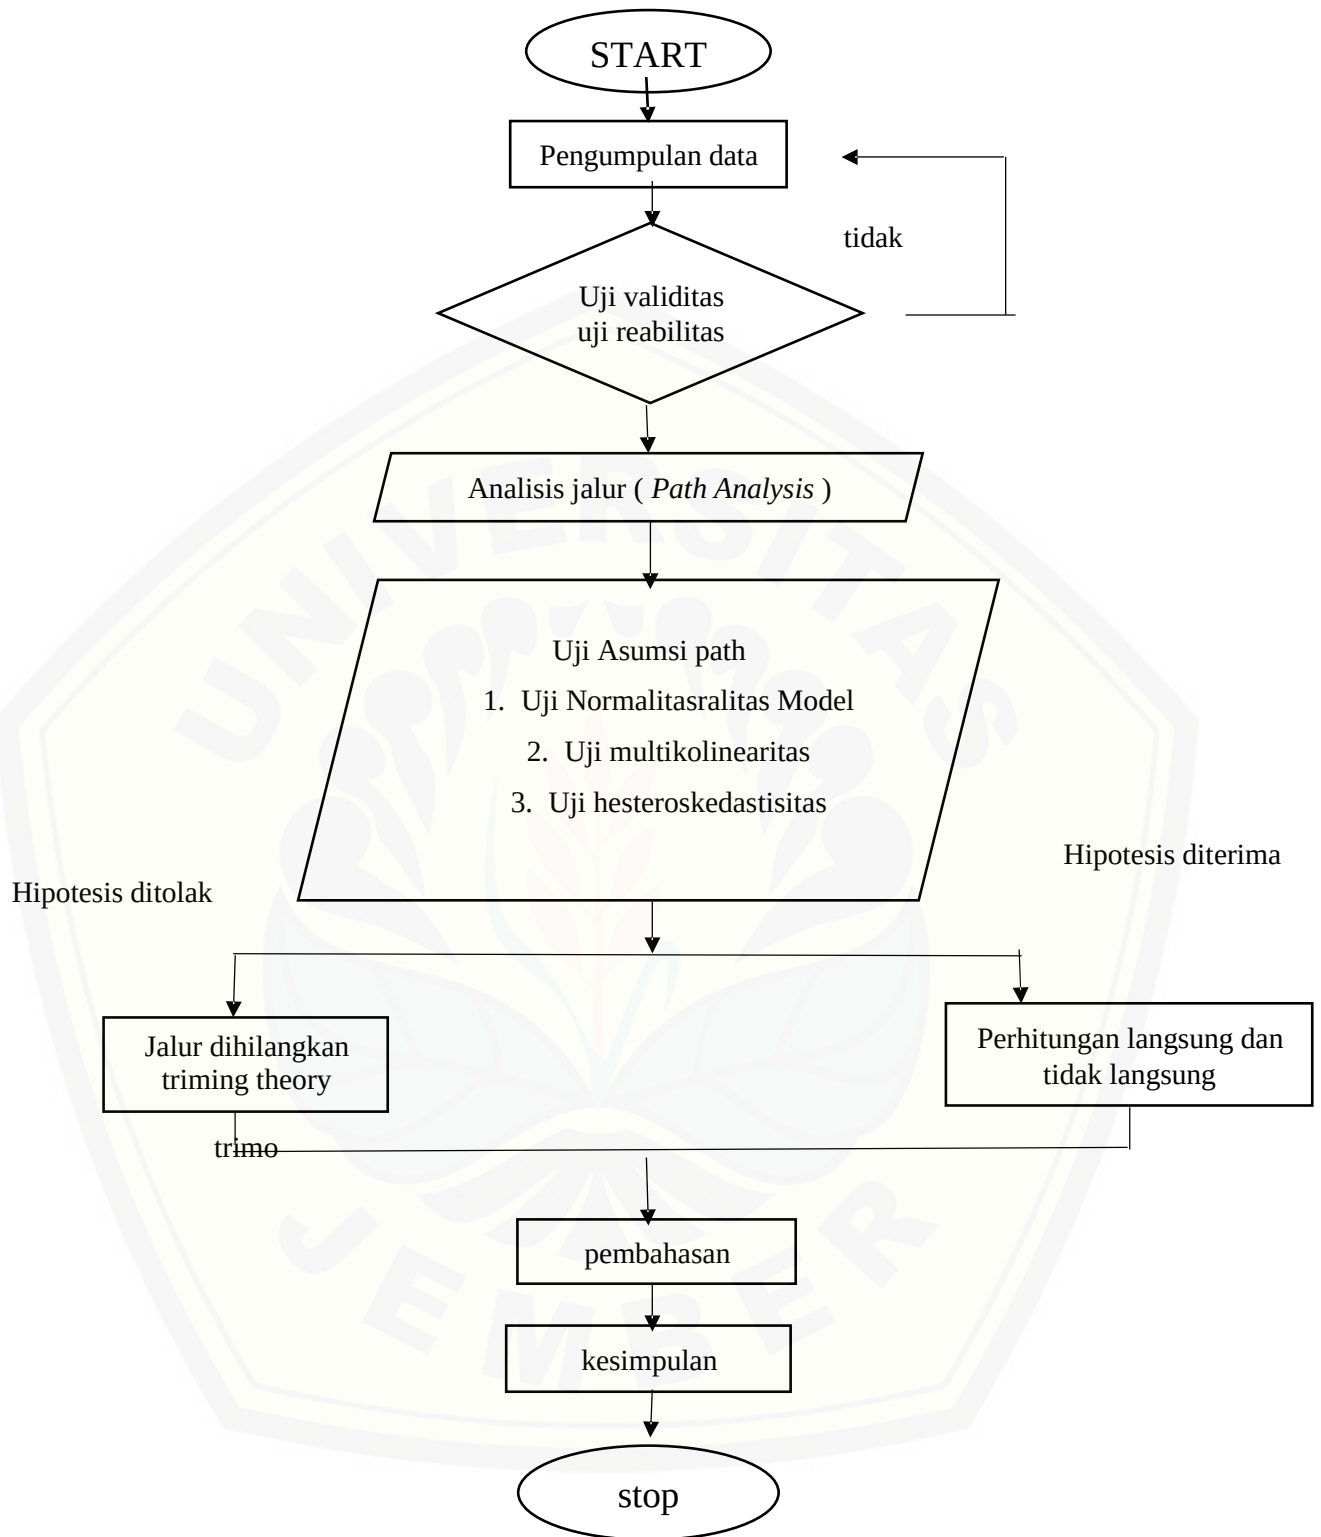 START
Pengumpulan data
tidak
Uji validitas
uji reabilitas
Analisis jalur ( Path Analysis )
Uji Asumsi path
1. Uji Normalitasralitas Model
2. Uji multikolinearitas
3. Uji hesteroskedastisitas
Hipotesis diterima
Hipotesis ditolak
Jalur dihilangkan
triming theory
Perhitungan langsung dan
tidak langsung
trimo
pembahasan
kesimpulan
stop
UNIVERSITAS
JEMBER